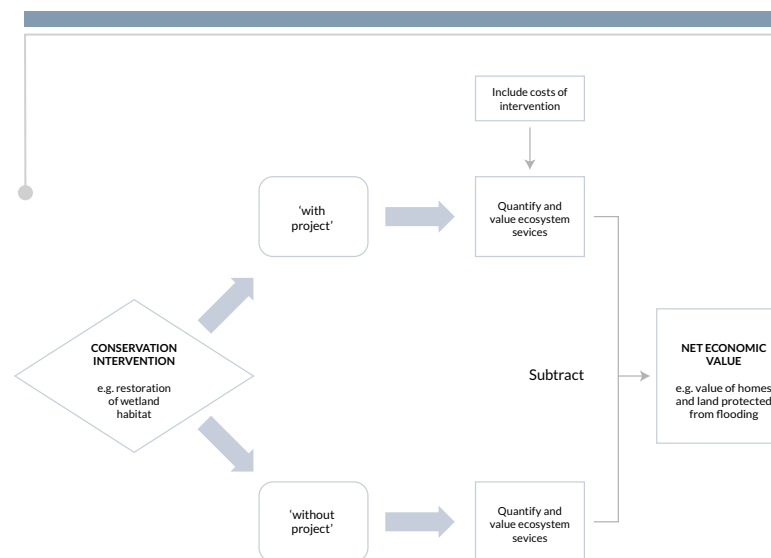 Include costs of
intervention
'with
project'
Quantify and
value ecosystem
sevices
CONSERVATION
INTERVENTION
e.g. restoration
of wetland
habitat
Subtract
NET ECONOMIC
VALUE
e.g. value of homes
and land protected
from flooding
'without
project'
Quantify and
value ecosystem
sevices